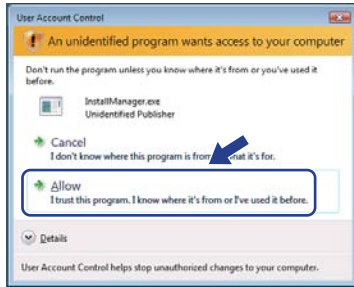 User Account Control
An unidentified program wants access to your computer
Don't run the program unless you know where it's from or you've used it
before.
InstallManager.exe
Unidentified Publisher
Cancel
I don't know where this program is from what it's for.
Allow
I trust this program. I know where it's from or I've used it before.
Details
User Account Control helps stop unauthorized changes to your computer.